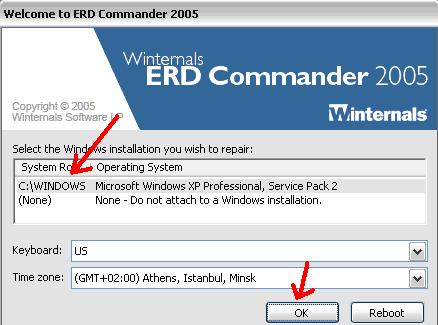 Welcome to ERD Commander 2005
Winternals
ERD Commander 2005
Copyright © 2005
Winternals Software LP
Winternals
Select the Windows installation you wish to repair:
System Ro Operating System
C:\WINDOWS Microsoft Windows XP Professional, Service Pack 2
(None) None - Do not attach to a Windows installation.
Keyboard: US
Time zone: (GMT+02:00) Athens, Istanbul, Minsk
OK Reboot